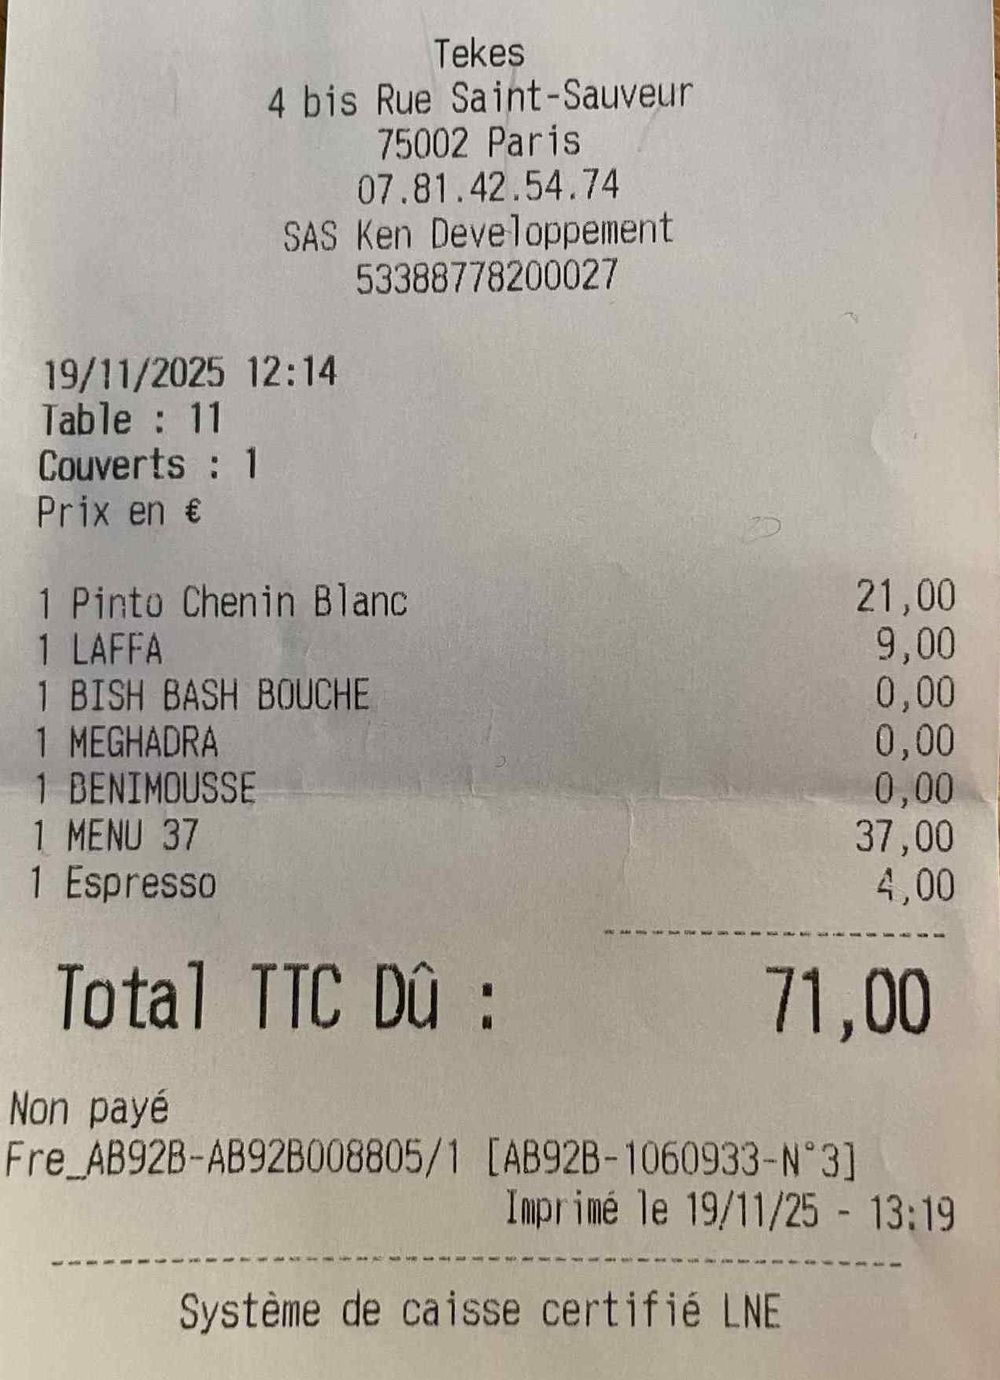 Tekes
4 bis Rue Saint-Sauveur
75002 Paris
07.81.42.54.74
SAS Ken Developpement
53388778200027
19/11/2025 12:14
Table : 11
Couverts : 1
Prix en €
1 Pinto Chenin Blanc 21,00
1 LAFFA 9,00
1 BISH BASH BOUCHE 0,00
1 MEGHADRA 0,00
1 BENIMOUSSE 0,00
1 MENU 37 37,00
1 Espresso 4,00
Total TTC Dû : 71,00
Non payé
Fre_AB92B-AB92B008805/1 [AB92B-1060933-N°3]
Imprimé le 19/11/25 - 13:19
Système de caisse certifié LNE